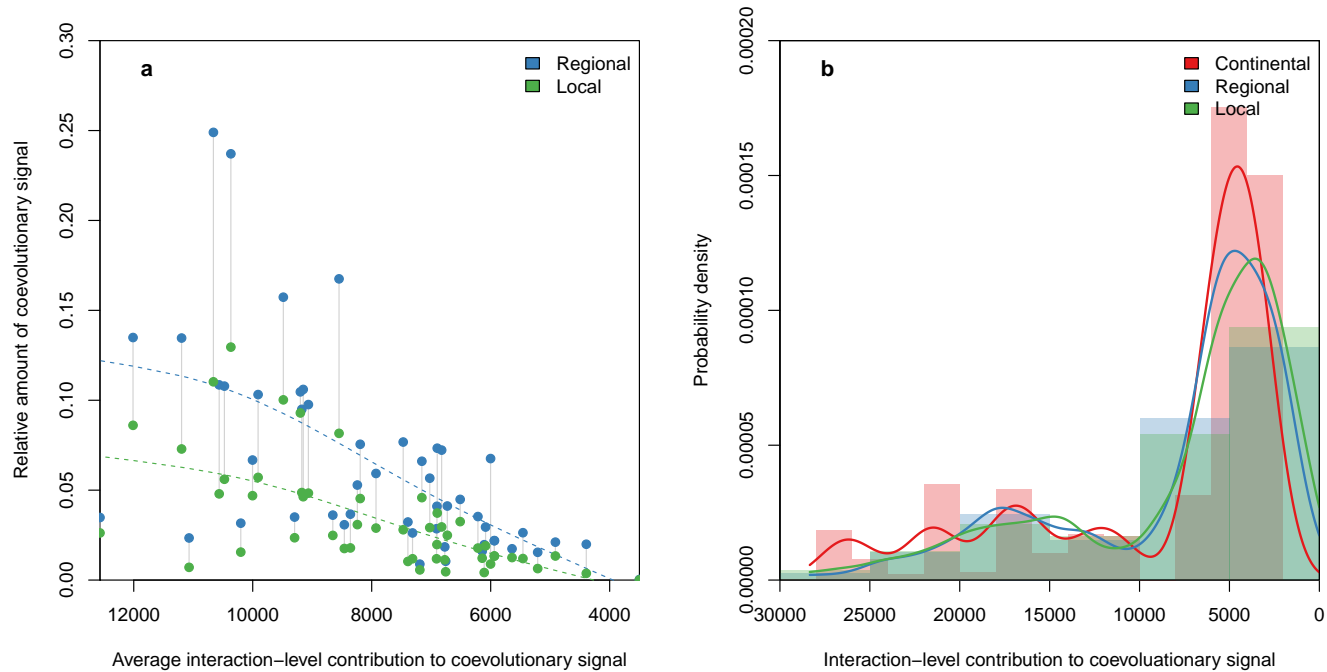 a
Regional
Local
0.30
0.25
0.20
0.15
0.10
0.05
0.00
Relative amount of coevolutionary signal
12000 10000 8000 6000 4000
Average interaction−level contribution to coevolutionary signal
b
Continental
Regional
Local
0.00020
0.00015
0.00010
0.00005
0.00000
Probability density
30000 25000 20000 15000 10000 5000 0
Interaction−level contribution to coevoluationary signal